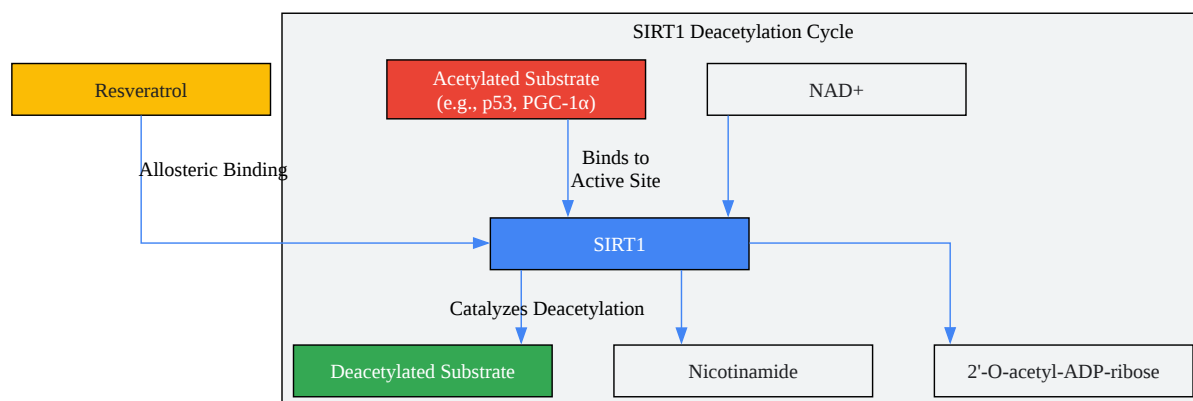 SIRT1 Deacetylation Cycle
Resveratrol
Acetylated Substrate
(e.g., p53, PGC-1α)
NAD+
Allosteric Binding
Binds to
Active Site
SIRT1
Catalyzes Deacetylation
Deacetylated Substrate
Nicotinamide
2'-O-acetyl-ADP-ribose